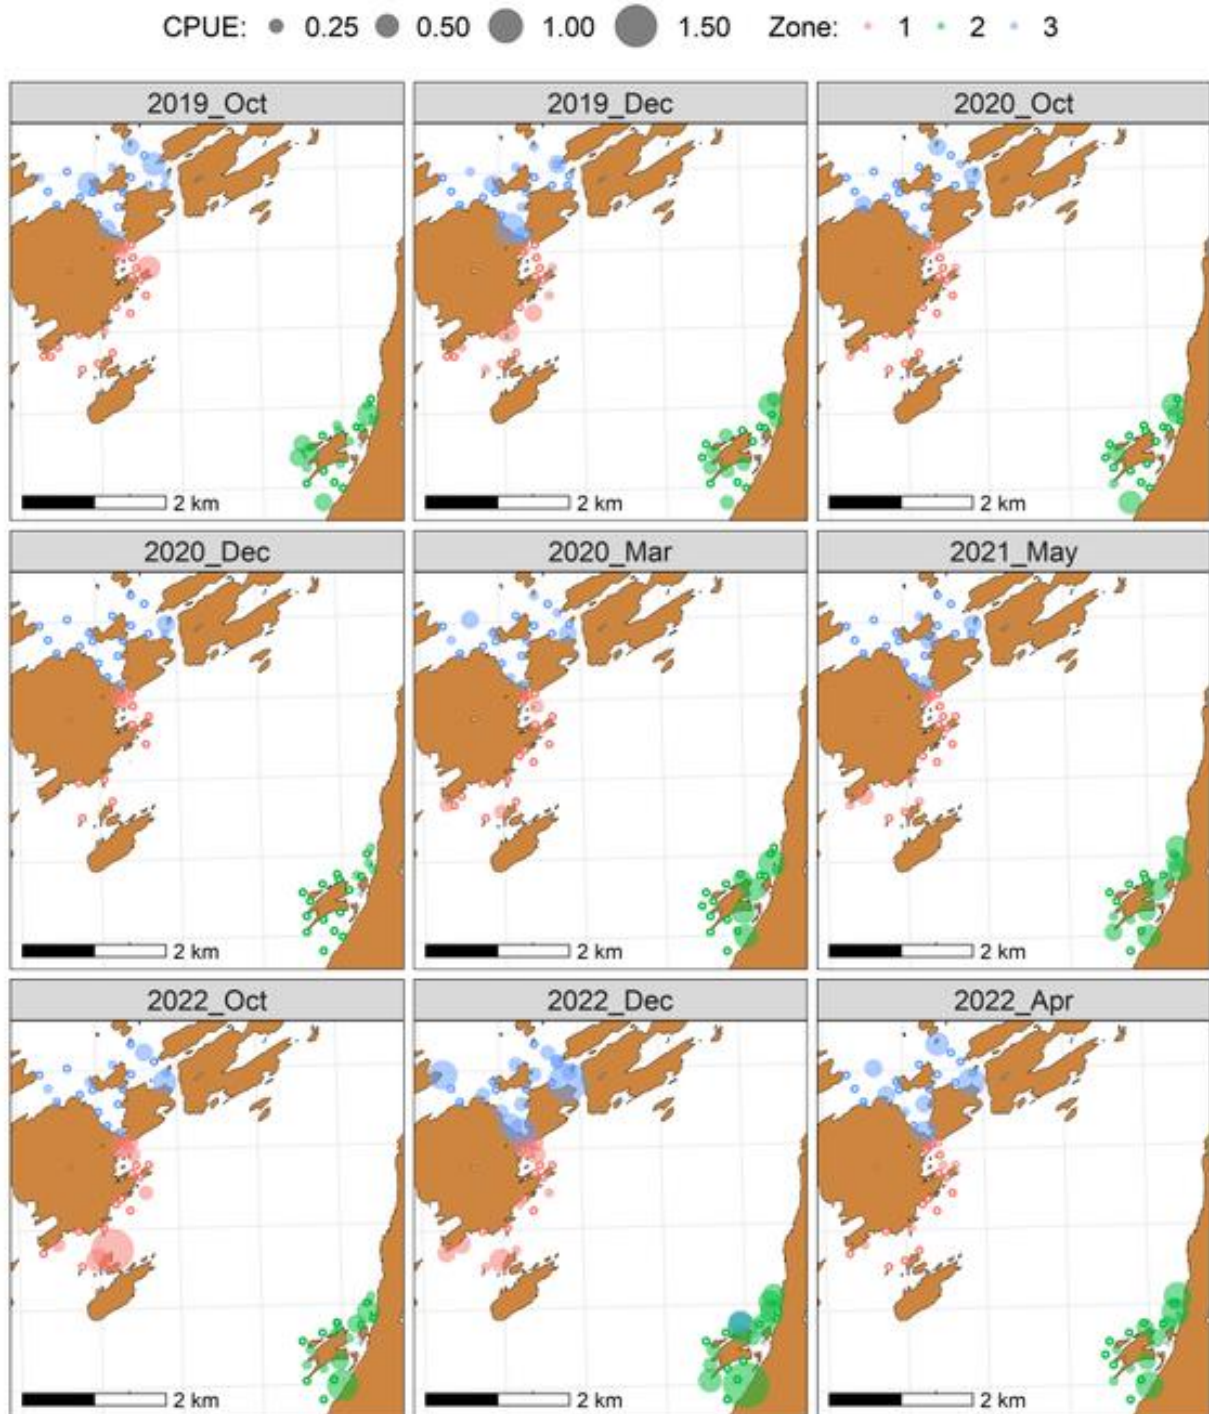 CPUE: 0.25 0.50 1.00 1.50 Zone: 1 2 3
2019_Oct 2019_Dec 2020_Oct
2 km 2 km 2 km
2020_Dec 2020_Mar 2021_May
2 km 2 km 2 km
2022_Oct 2022_Dec 2022_Apr
2 km 2 km 2 km